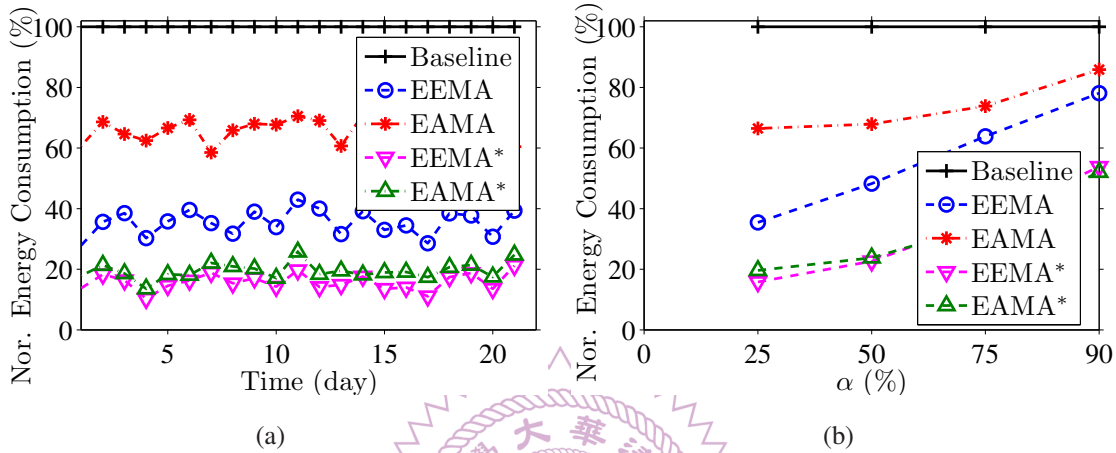 Nor. Energy Consumption (%)
100
80
60
40
20
0
5
10
15
20
Time (day)
Baseline
EEMA
EAMA
EEMA*
EAMA*
(a)
Nor. Energy Consumption (%)
100
80
60
40
20
0
0
25
50
75
90
α (%)
Baseline
EEMA
EAMA
EEMA*
EAMA*
(b)
大 華